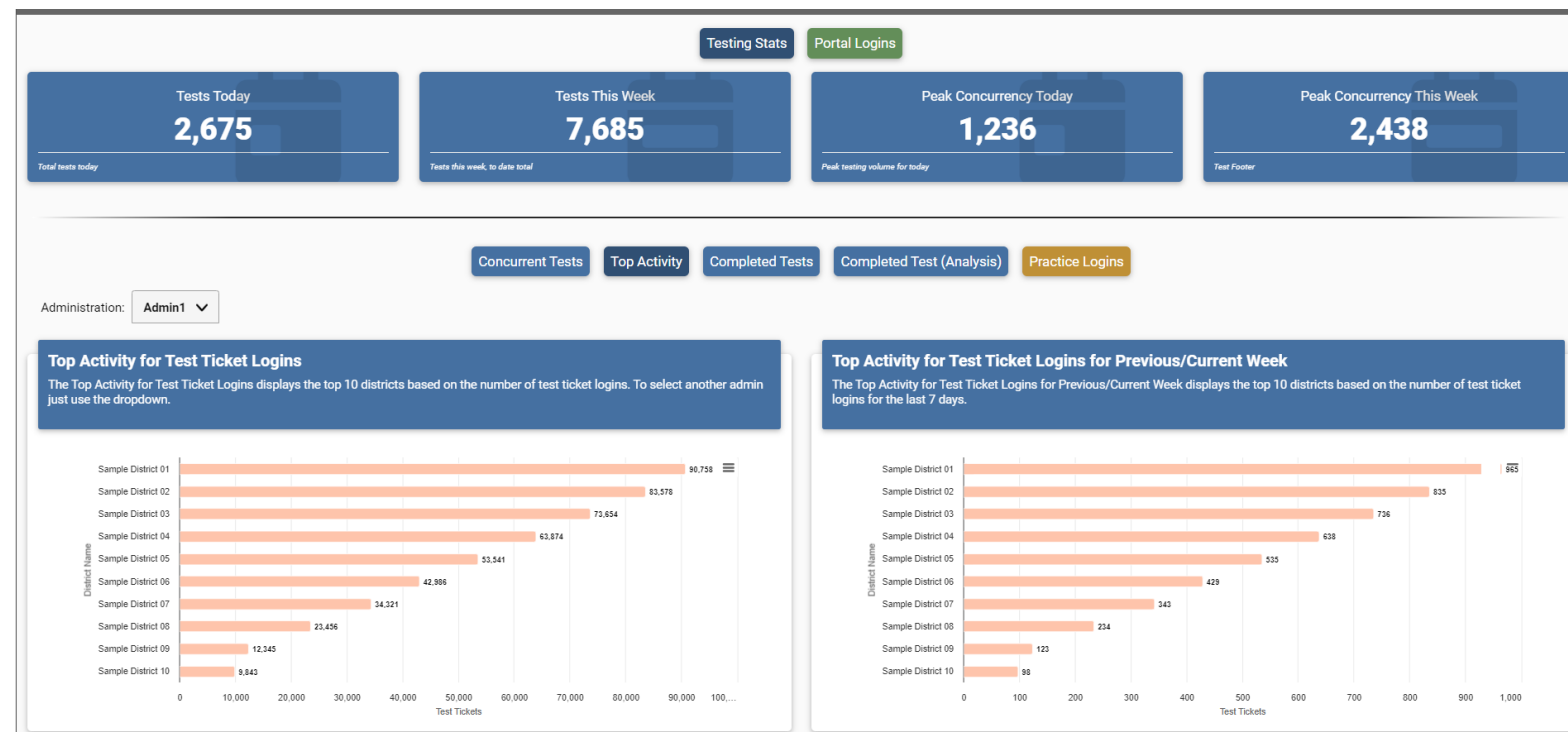 Testing Stats Portal Logins
Tests Today
2,675
Total tests today
Tests This Week
7,685
Tests this week, to date total
Peak Concurrency Today
1,236
Peak testing volume for today
Peak Concurrency This Week
2,438
Test Footer
Concurrent Tests Top Activity Completed Tests Completed Test (Analysis) Practice Logins
Administration: Admin1
Top Activity for Test Ticket Logins
The Top Activity for Test Ticket Logins displays the top 10 districts based on the number of test ticket logins. To select another admin
just use the dropdown.
District Name
Sample District 01 90,758
Sample District 02 83,578
Sample District 03 73,654
Sample District 04 63,874
Sample District 05 53,541
Sample District 06 42,986
Sample District 07 34,321
Sample District 08 23,456
Sample District 09 12,345
Sample District 10 9,843
0 10,000 20,000 30,000 40,000 50,000 60,000 70,000 80,000 90,000 100,...
Test Tickets
Top Activity for Test Ticket Logins for Previous/Current Week
The Top Activity for Test Ticket Logins for Previous/Current Week displays the top 10 districts based on the number of test ticket
logins for the last 7 days.
District Name
Sample District 01 965
Sample District 02 835
Sample District 03 736
Sample District 04 638
Sample District 05 535
Sample District 06 429
Sample District 07 343
Sample District 08 234
Sample District 09 123
Sample District 10 98
0 100 200 300 400 500 600 700 800 900 1,000
Test Tickets